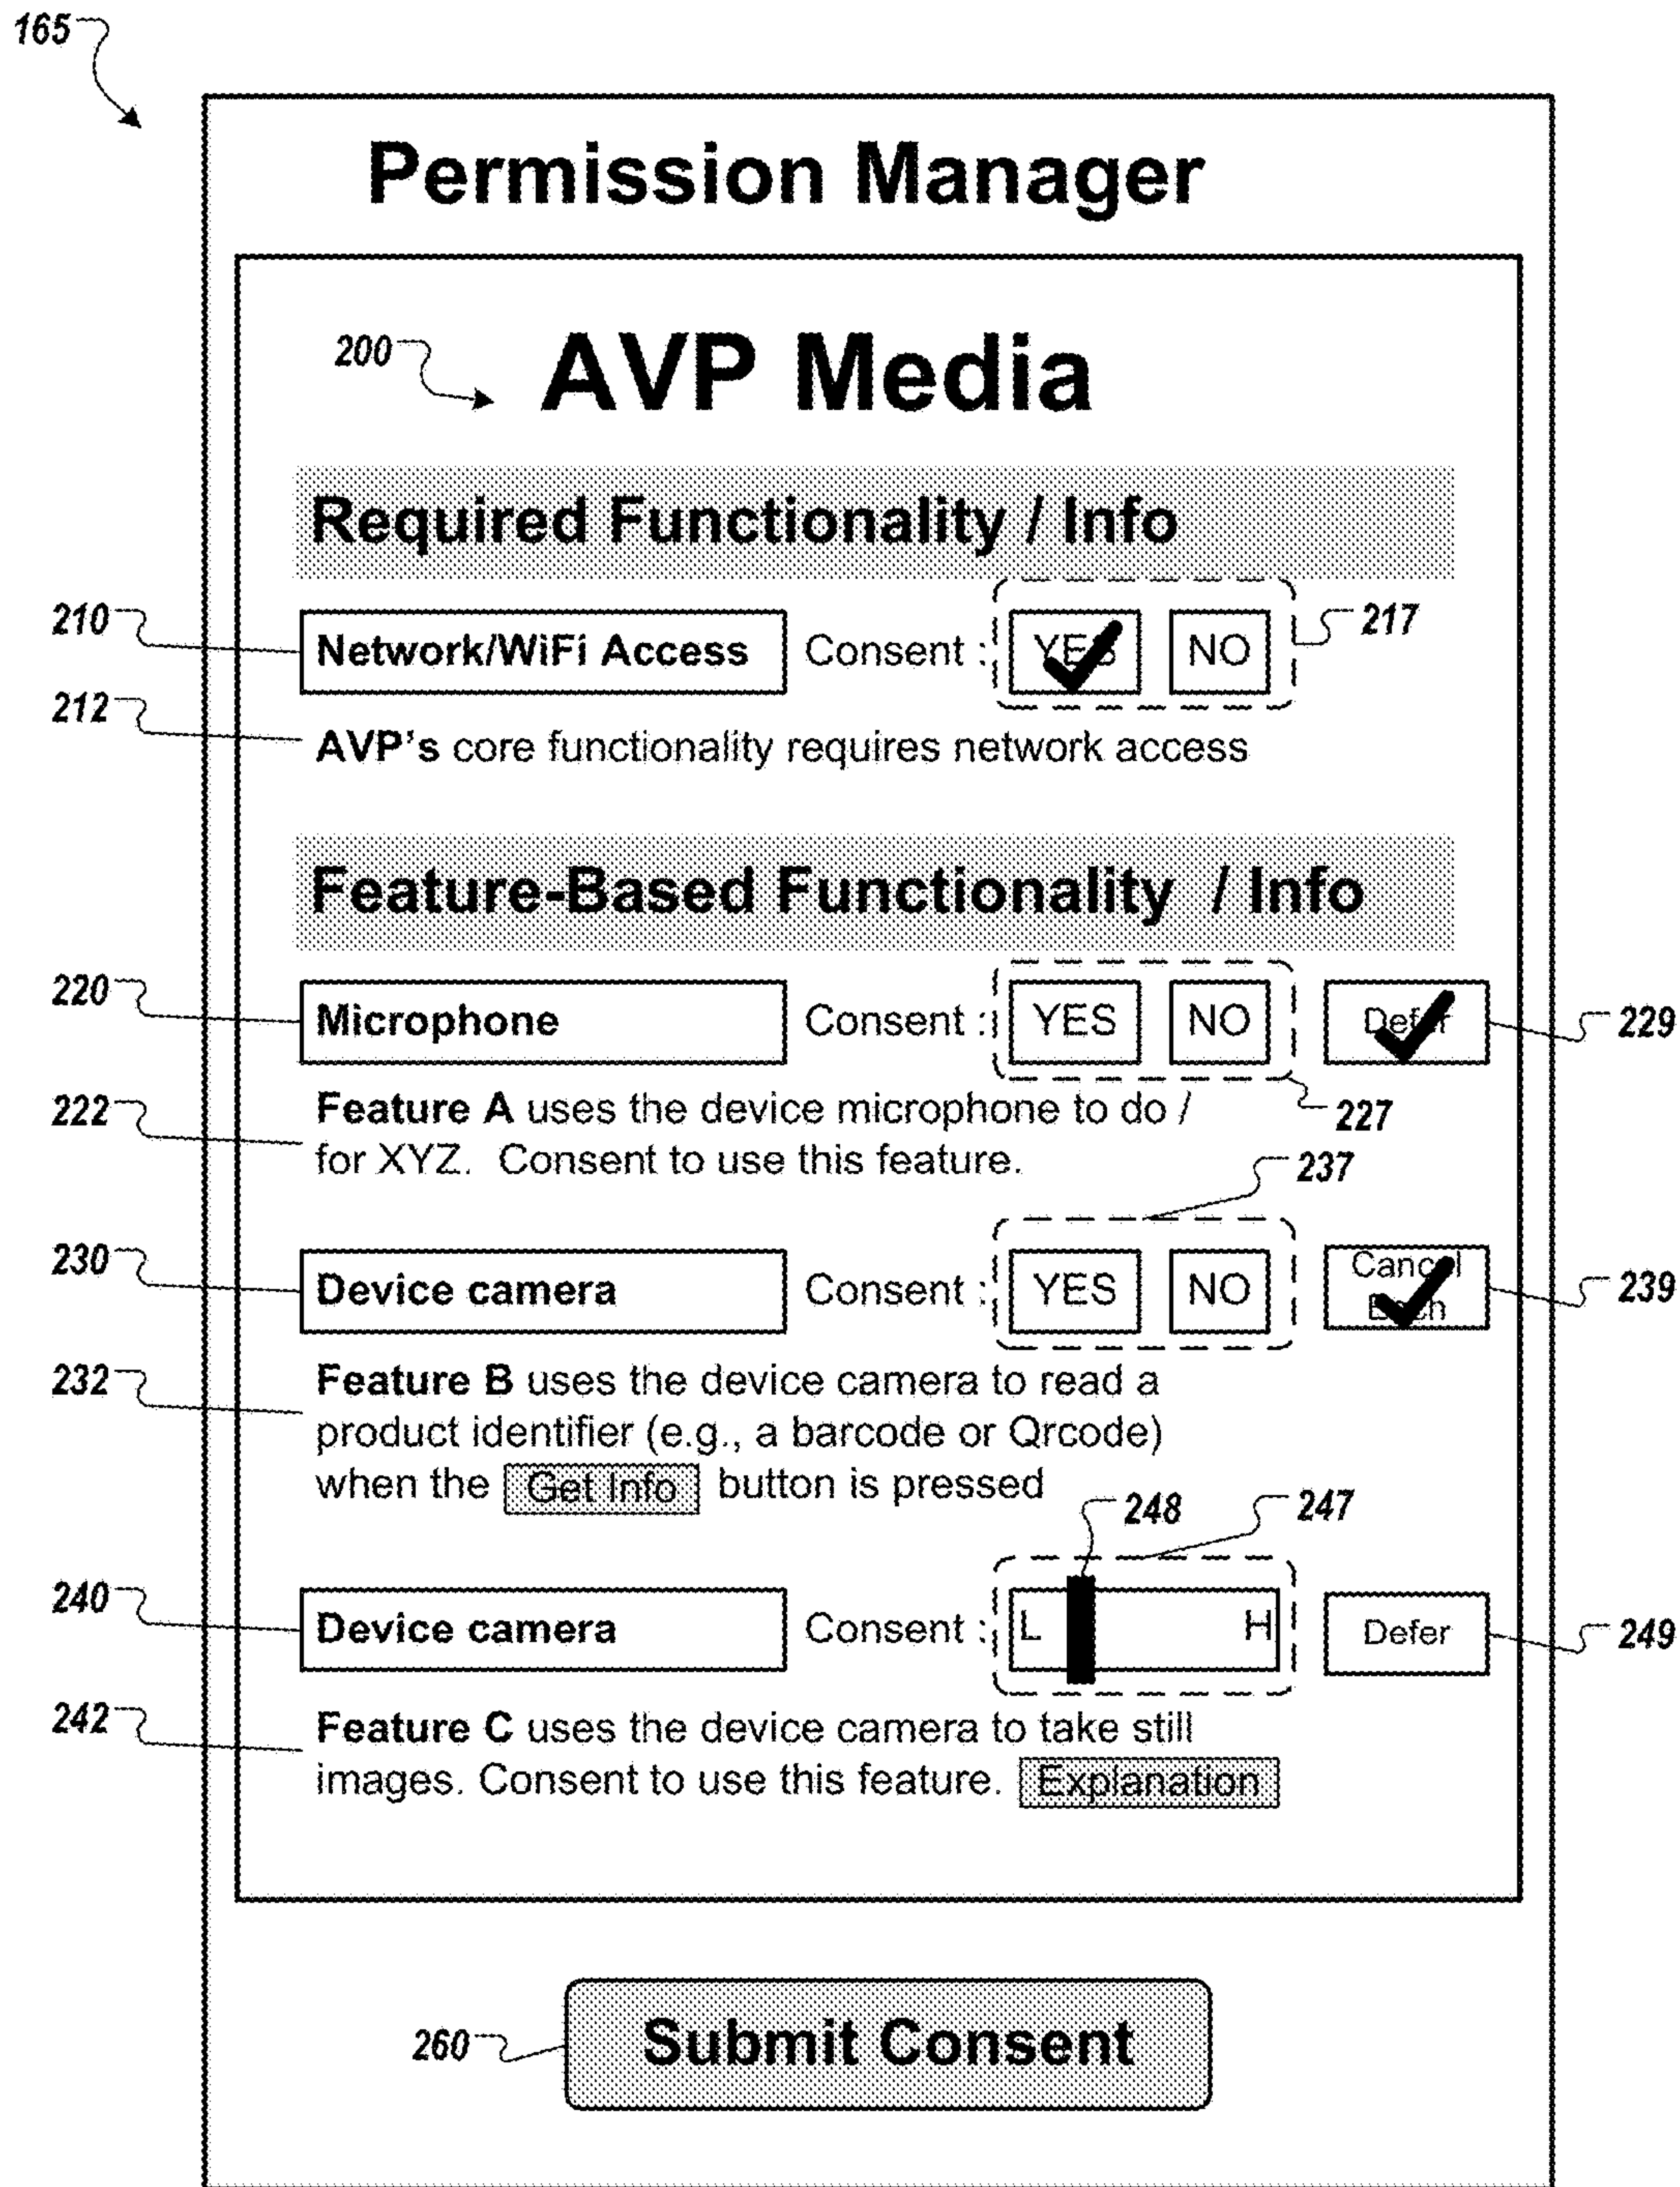 165
Permission Manager
200 AVP Media
Required Functionality / Info
210 Network/WiFi Access Consent : YES NO 217
212 AVP's core functionality requires network access
Feature-Based Functionality / Info
220 Microphone Consent : YES NO Defer 229
222 Feature A uses the device microphone to do / 227
for XYZ. Consent to use this feature. 237
230 Device camera Consent : YES NO Cancel 239
232 Feature B uses the device camera to read a
product identifier (e.g., a barcode or Qrcode)
when the Get Info button is pressed
248 247
240 Device camera Consent : L H Defer 249
242 Feature C uses the device camera to take still
images. Consent to use this feature. Explanation
260 Submit Consent